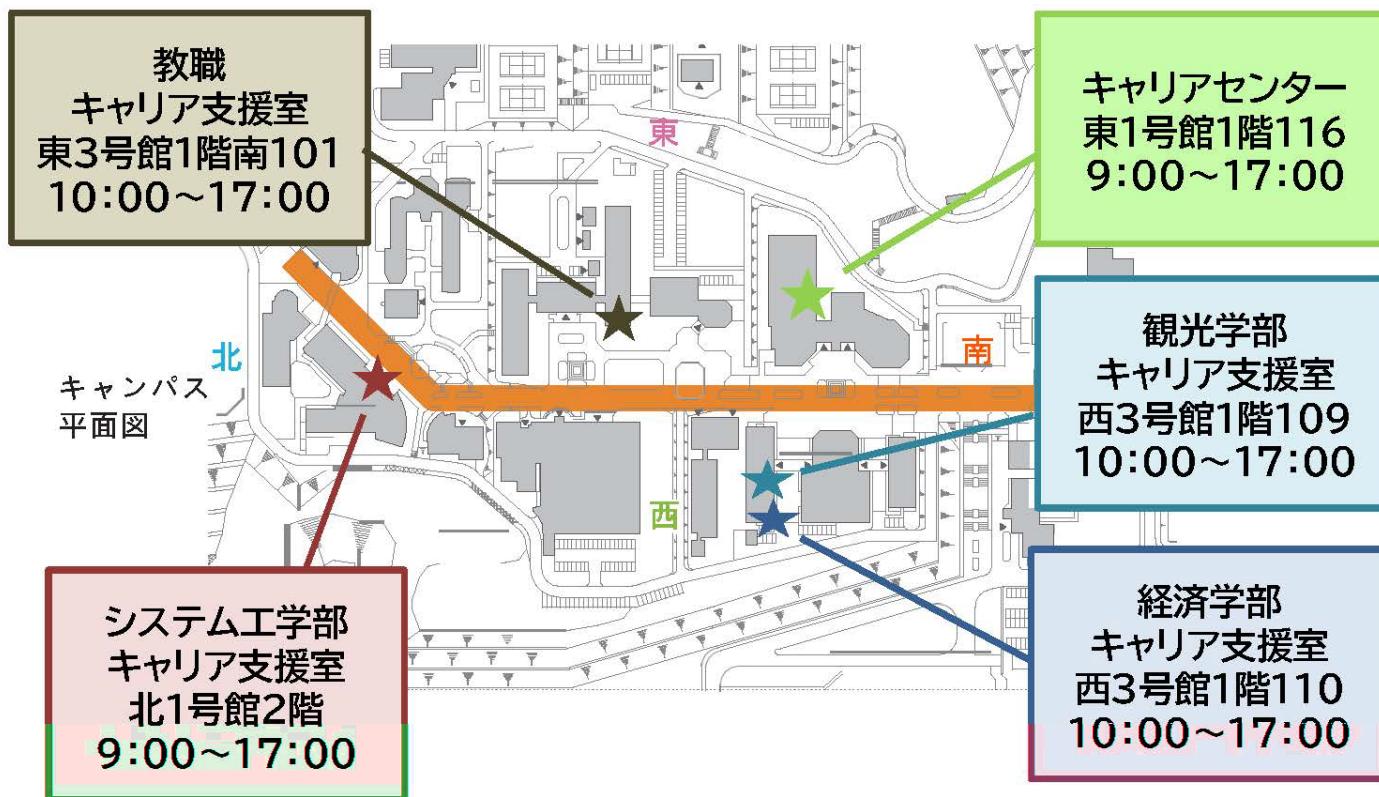 教職
キャリア支援室
東3号館1階南101
10:00～17:00
キャリアセンター
東1号館1階116
9:00～17:00
東
北
南
西
キャンパス
平面図
観光学部
キャリア支援室
西3号館1階109
10:00～17:00
システム工学部
キャリア支援室
北1号館2階
9:00～17:00
経済学部
キャリア支援室
西3号館1階110
10:00～17:00